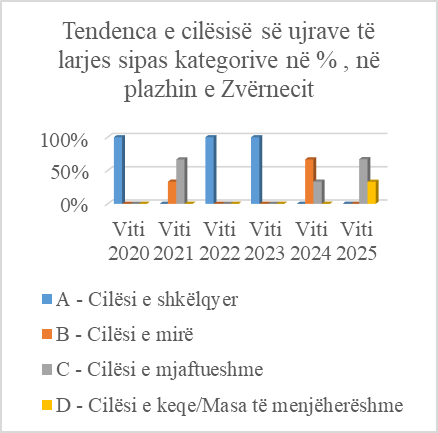 Tendenca e cilësisë së ujrave të
larjes sipas kategorive në % , në
plazhin e Zvërnecit
100%
50%
0%
Viti 2020
Viti 2021
Viti 2022
Viti 2023
Viti 2024
Viti 2025
A - Cilësi e shkëlqyer
B - Cilësi e mirë
C - Cilësi e mjaftueshme
D - Cilësi e keqe/Masa të menjëherëshme